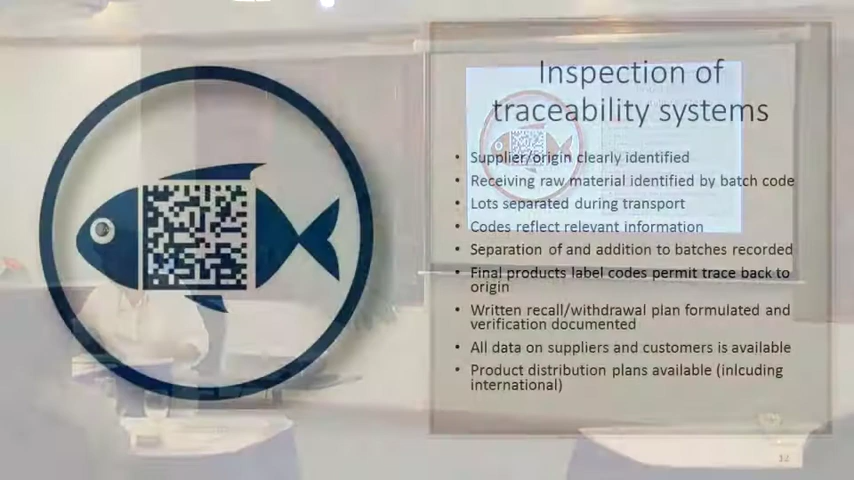 Inspection of
traceability systems
• Supplier/origin clearly identified
• Receiving raw material identified by batch code
• Lots separated during transport
• Codes reflect relevant information
• Separation of and addition to batches recorded
• Final products label codes permit trace back to
origin
• Written recall/withdrawal plan formulated and
verification documented
• All data on suppliers and customers is available
• Product distribution plans available (inlcuding
international)
12